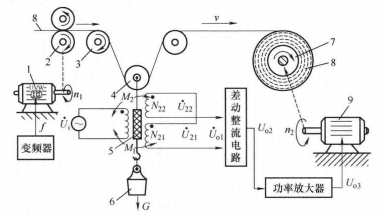 8
v
2
3
4
7
8
1
n₁
M₂
N₂₂
U̇₂₂
U̇₁
N₂₁
U̇₂₁
U̇ₒ₁
差动整流电路
Uₒ₂
n₂
9
f
5
M₁
变频器
6
G
功率放大器
Uₒ₃